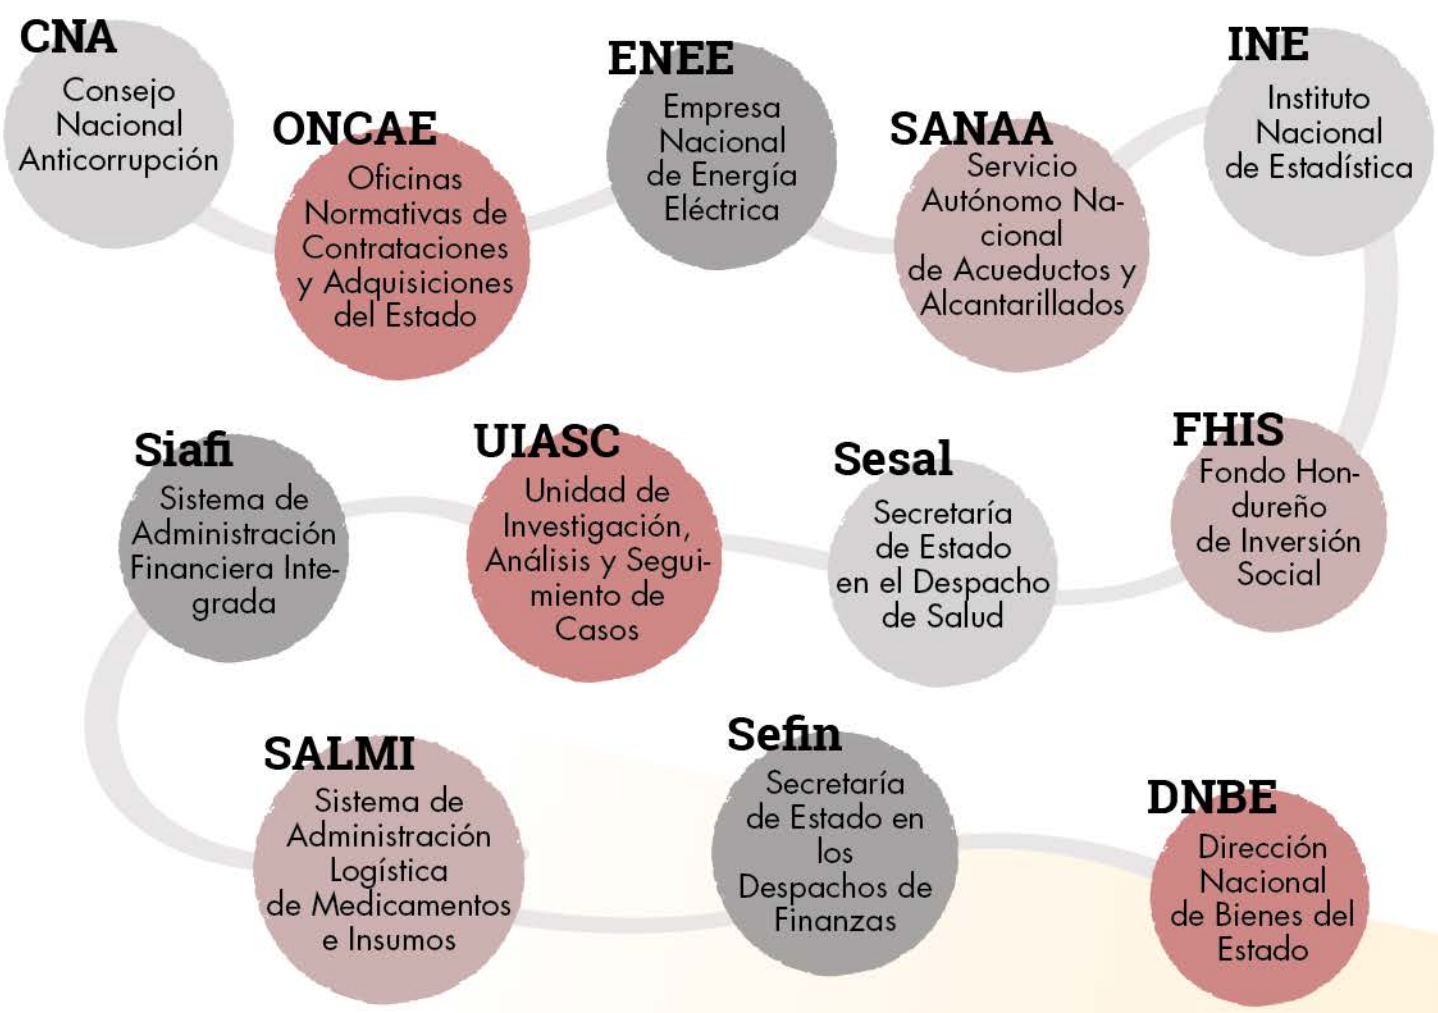 CNA
Consejo
Nacional
Anticorrupción
ONCAE
Oficinas
Normativas de
Contrataciones
y Adquisiciones
del Estado
ENEE
Empresa
Nacional
de Energía
Eléctrica
SANAA
Servicio
Autónomo Na-
cional
de Acueductos y
Alcantarillados
INE
Instituto
Nacional
de Estadística
FHIS
Fondo Hon-
dureño
de Inversión
Social
Sesal
Secretaría
de Estado
en el Despacho
de Salud
UIASC
Unidad de
Investigación,
Análisis y Segui-
miento de
Casos
Siafi
Sistema de
Administración
Financiera Inte-
grada
SALMI
Sistema de
Administración
Logística
de Medicamentos
e Insumos
Sefin
Secretaría
de Estado en
los
Despachos de
Finanzas
DNBE
Dirección
Nacional
de Bienes del
Estado